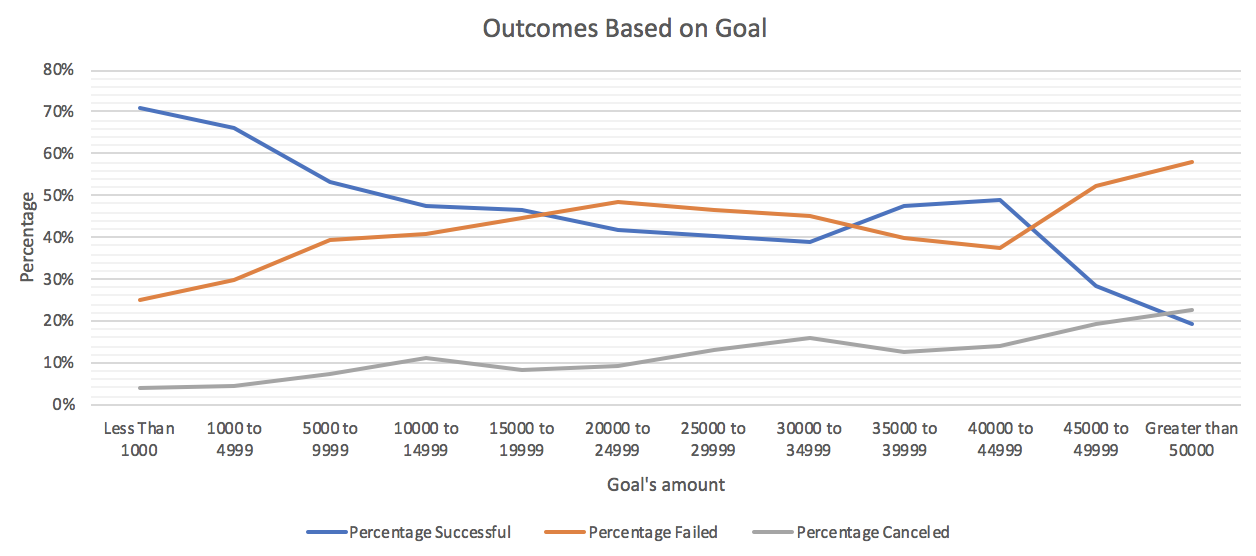 Outcomes Based on Goal
Percentage
80%
70%
60%
50%
40%
30%
20%
10%
0%
Less Than 1000
1000 to 4999
5000 to 9999
10000 to 14999
15000 to 19999
20000 to 24999
25000 to 29999
30000 to 34999
35000 to 39999
40000 to 44999
45000 to 49999
Greater than 50000
Goal's amount
Percentage Successful
Percentage Failed
Percentage Canceled